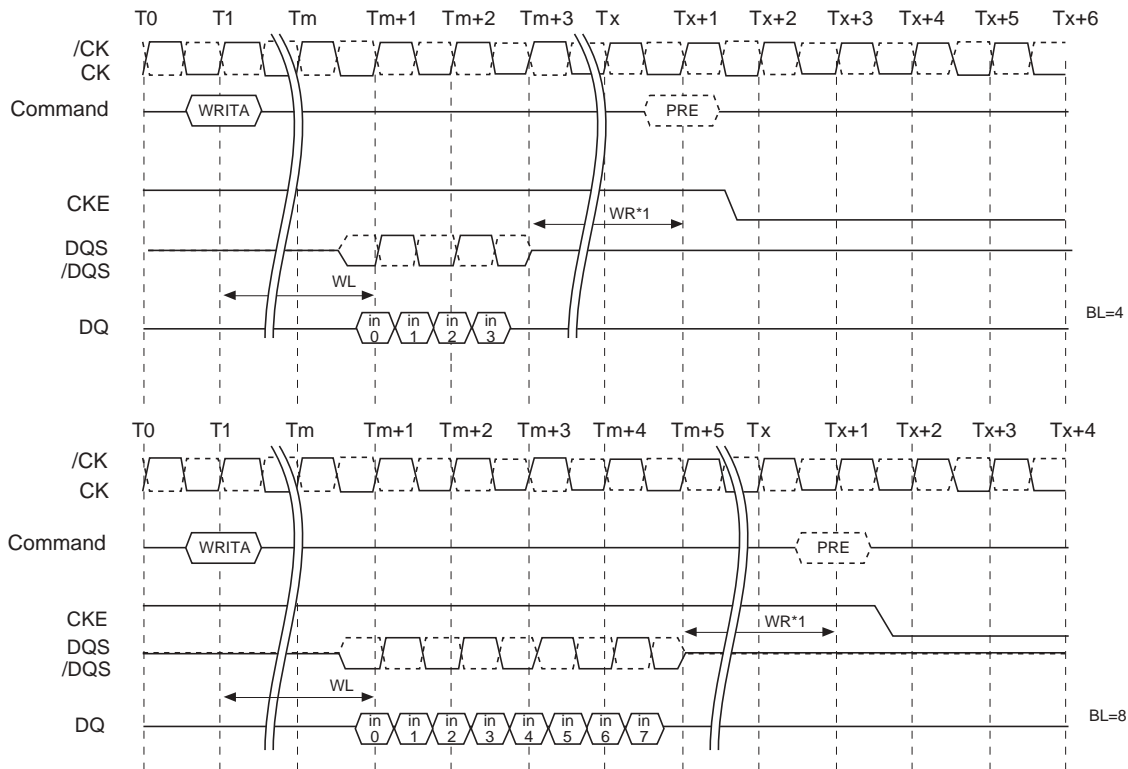 T0 T1 Tm Tm+1 Tm+2 Tm+3 Tx Tx+1 Tx+2 Tx+3 Tx+4 Tx+5 Tx+6
/CK
CK
Command WRITA PRE
CKE
WR*1
DQS
/DQS
WL
DQ in 0 in 1 in 2 in 3
BL=4
T0 T1 Tm Tm+1 Tm+2 Tm+3 Tm+4 Tm+5 Tx Tx+1 Tx+2 Tx+3 Tx+4
/CK
CK
Command WRITA PRE
CKE
WR*1
DQS
/DQS
WL
DQ in 0 in 1 in 2 in 3 in 4 in 5 in 6 in 7
BL=8